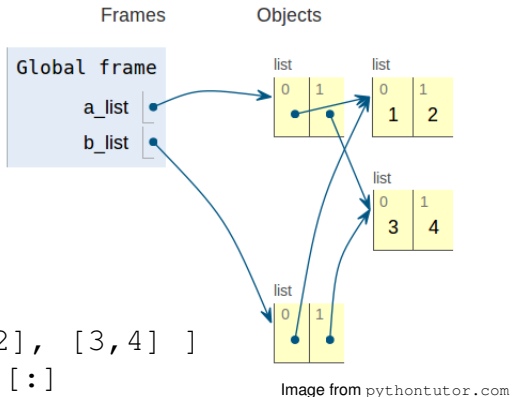 Frames Objects
Global frame
a_list
b_list
list
0 1
list
0 1
1 2
list
0 1
3 4
list
0 1
2], [3,4] ]
[:]
Image from pythontutor.com